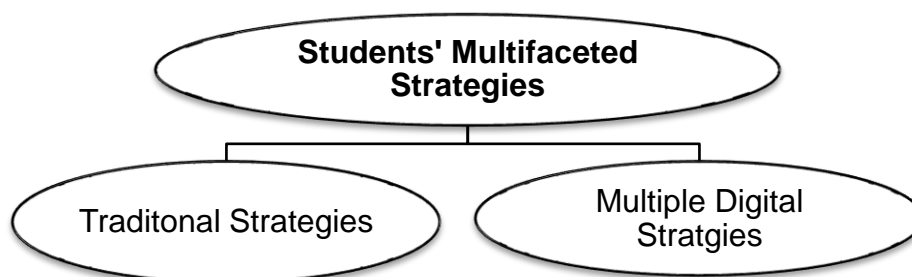 Students' Multifaceted
Strategies
Traditonal Strategies
Multiple Digital
Stratgies